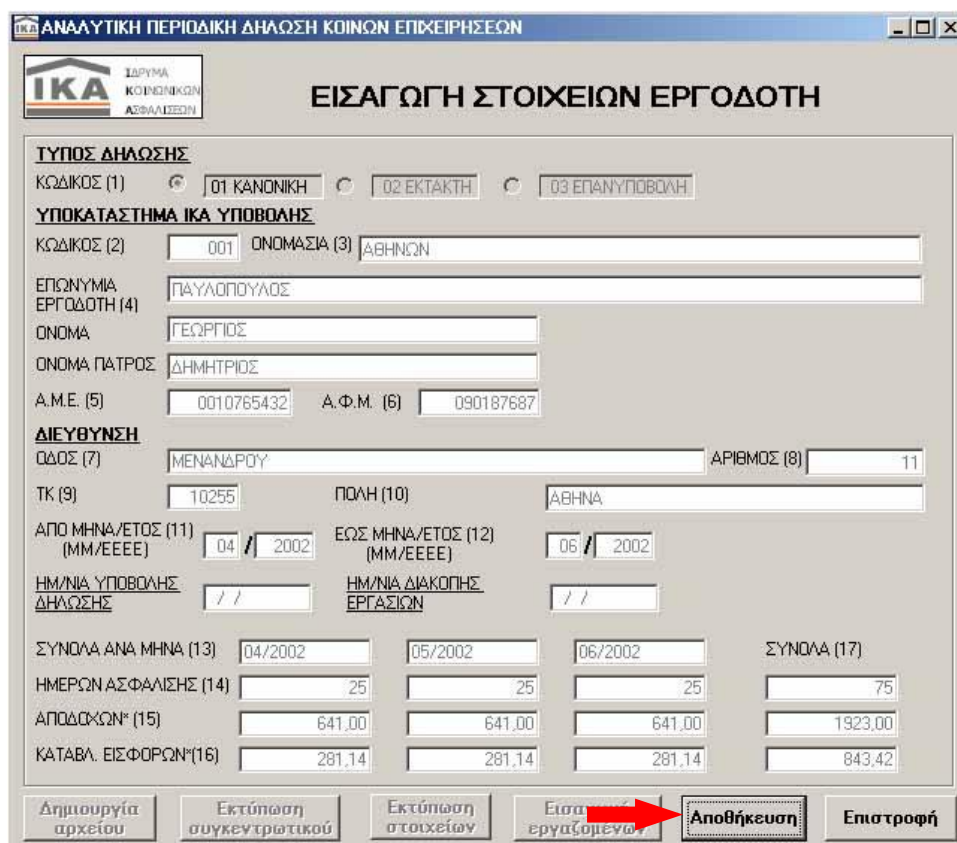 ΑΝΑΛΥΤΙΚΗ ΠΕΡΙΟΔΙΚΗ ΔΗΛΩΣΗ ΚΟΙΝΩΝ ΕΠΙΧΕΙΡΗΣΕΩΝ
ΙΚΑ ΙΔΡΥΜΑ ΚΟΙΝΩΝΙΚΩΝ ΑΣΦΑΛΙΣΕΩΝ
ΕΙΣΑΓΩΓΗ ΣΤΟΙΧΕΙΩΝ ΕΡΓΟΔΟΤΗ
ΤΥΠΟΣ ΔΗΛΩΣΗΣ
ΚΩΔΙΚΟΣ (1) 01 ΚΑΝΟΝΙΚΗ 02 ΕΚΤΑΚΤΗ 03 ΕΠΑΝΥΠΟΒΟΛΗ
ΥΠΟΚΑΤΑΣΤΗΜΑ ΙΚΑ ΥΠΟΒΟΛΗΣ
ΚΩΔΙΚΟΣ (2) 001 ΟΝΟΜΑΣΙΑ (3) ΑΘΗΝΩΝ
ΕΠΩΝΥΜΙΑ ΕΡΓΟΔΟΤΗ (4) ΠΑΥΛΟΠΟΥΛΟΣ
ΟΝΟΜΑ ΓΕΩΡΓΙΟΣ
ΟΝΟΜΑ ΠΑΤΡΟΣ ΔΗΜΗΤΡΙΟΣ
Α.Μ.Ε. (5) 0010765432 Α.Φ.Μ. (6) 090187687
ΔΙΕΥΘΥΝΣΗ
ΟΔΟΣ (7) ΜΕΝΑΝΔΡΟΥ ΑΡΙΘΜΟΣ (8) 11
ΤΚ (9) 10255 ΠΟΛΗ (10) ΑΘΗΝΑ
ΑΠΟ ΜΗΝΑ/ΕΤΟΣ (11) (ΜΜ/ΕΕΕΕ) 04 / 2002 ΕΩΣ ΜΗΝΑ/ΕΤΟΣ (12) (ΜΜ/ΕΕΕΕ) 06 / 2002
ΗΜ/ΝΙΑ ΥΠΟΒΟΛΗΣ ΔΗΛΩΣΗΣ / / ΗΜ/ΝΙΑ ΔΙΑΚΟΠΗΣ ΕΡΓΑΣΙΩΝ / /
ΣΥΝΟΛΑ ΑΝΑ ΜΗΝΑ (13) 04/2002 05/2002 06/2002 ΣΥΝΟΛΑ (17)
ΗΜΕΡΩΝ ΑΣΦΑΛΙΣΗΣ (14) 25 25 25 75
ΑΠΟΔΟΧΩΝ* (15) 641,00 641,00 641,00 1923,00
ΚΑΤΑΒΛ. ΕΙΣΦΟΡΩΝ*(16) 281,14 281,14 281,14 843,42
Δημιουργία αρχείου Εκτύπωση συγκεντρωτικού Εκτύπωση στοιχείων εργαζομένων Αποθήκευση Επιστροφή